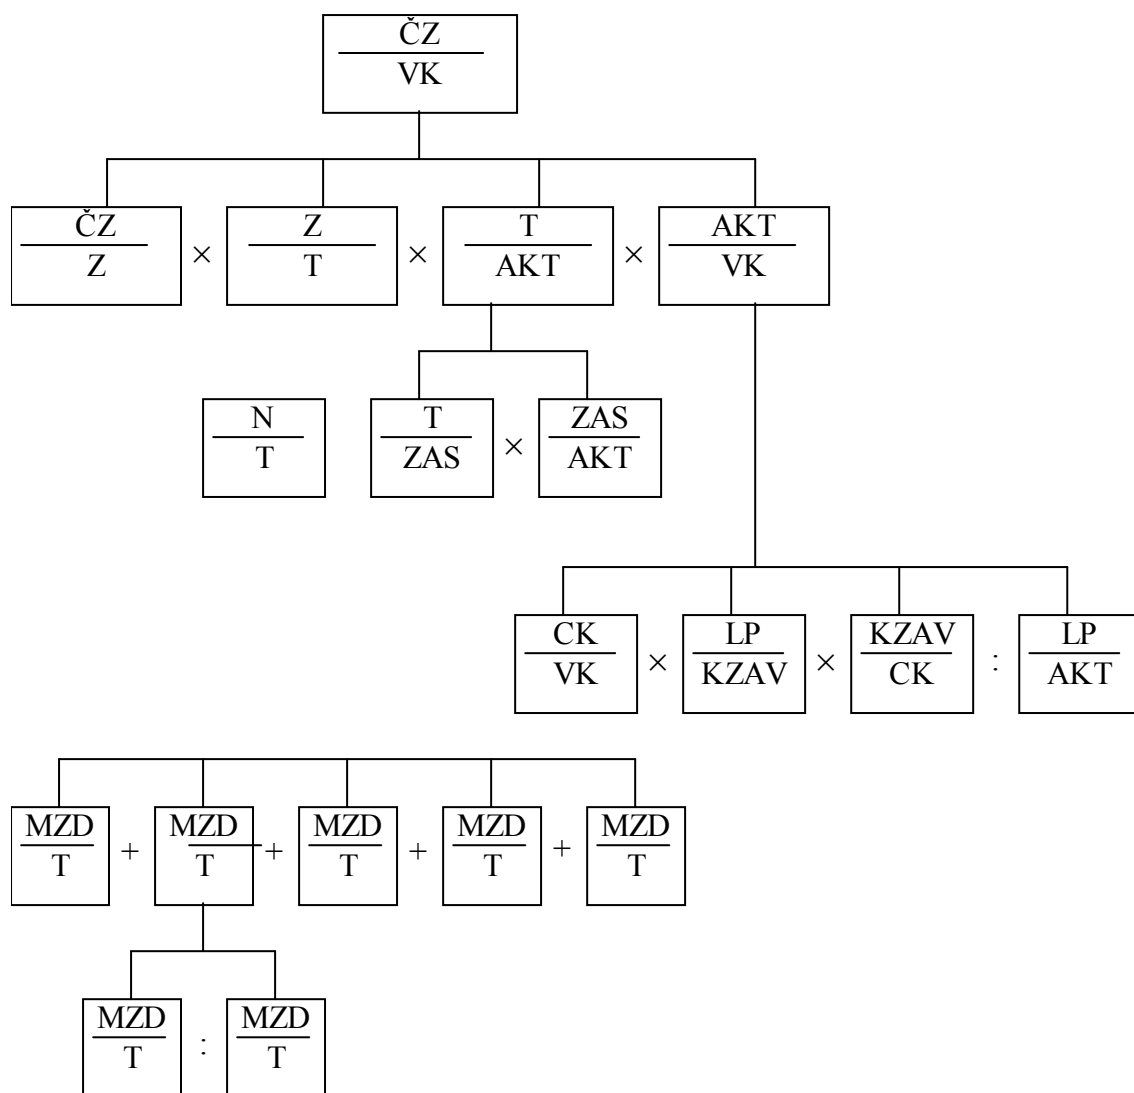 ČZ
VK
ČZ × Z × T × AKT
Z T AKT VK
N T × ZAS
T ZAS AKT
CK × LP × KZAV : LP
VK KZAV CK AKT
MZD + MZD + MZD + MZD + MZD
T T T T T
MZD : MZD
T T